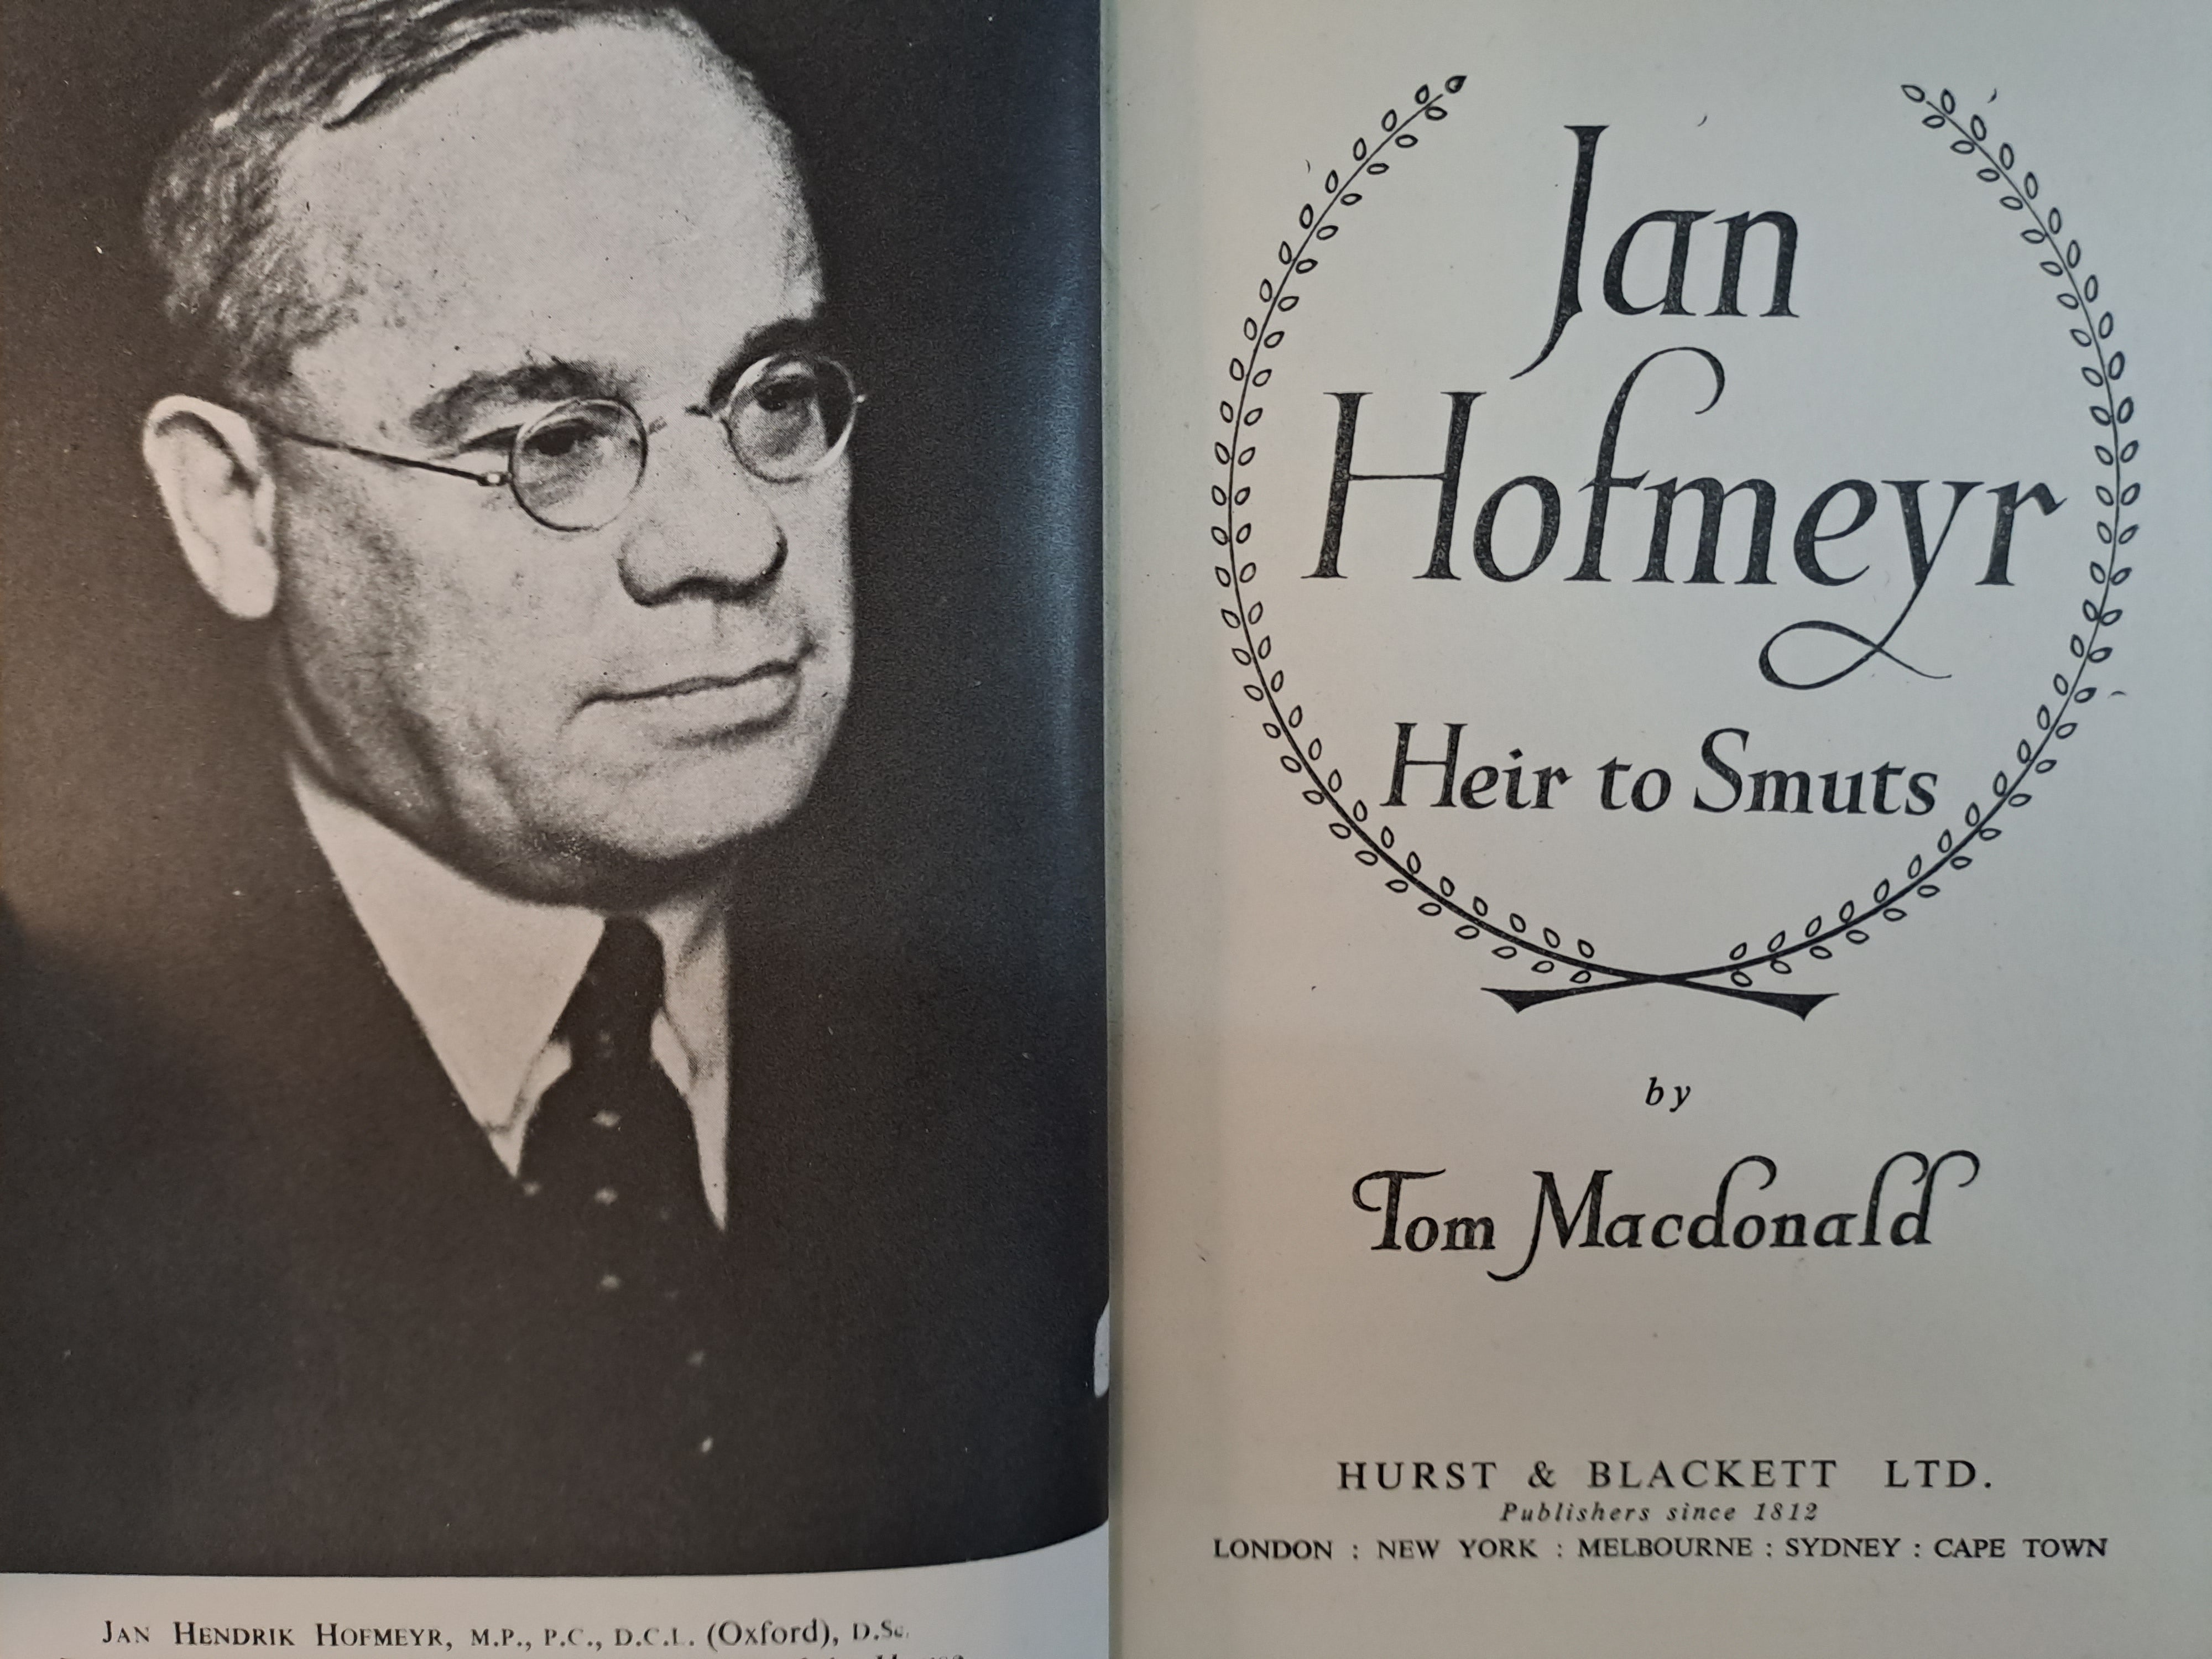 JAN HENDRIK HOFMEYR, M.P., P.C., D.C.L. (Oxford), D.Sc.
Jan
Hofmeyr
Heir to Smuts
by
Tom Macdonald
HURST & BLACKETT LTD.
Publishers since 1812
LONDON : NEW YORK : MELBOURNE : SYDNEY : CAPE TOWN